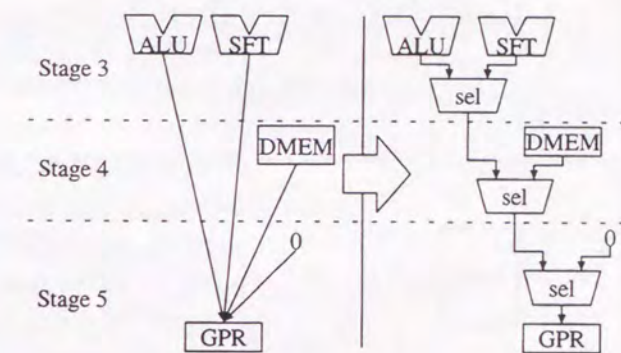 ALU SFT ALU SFT
Stage 3
sel
DMEM DMEM
Stage 4
sel
0 0
Stage 5
sel
GPR GPR